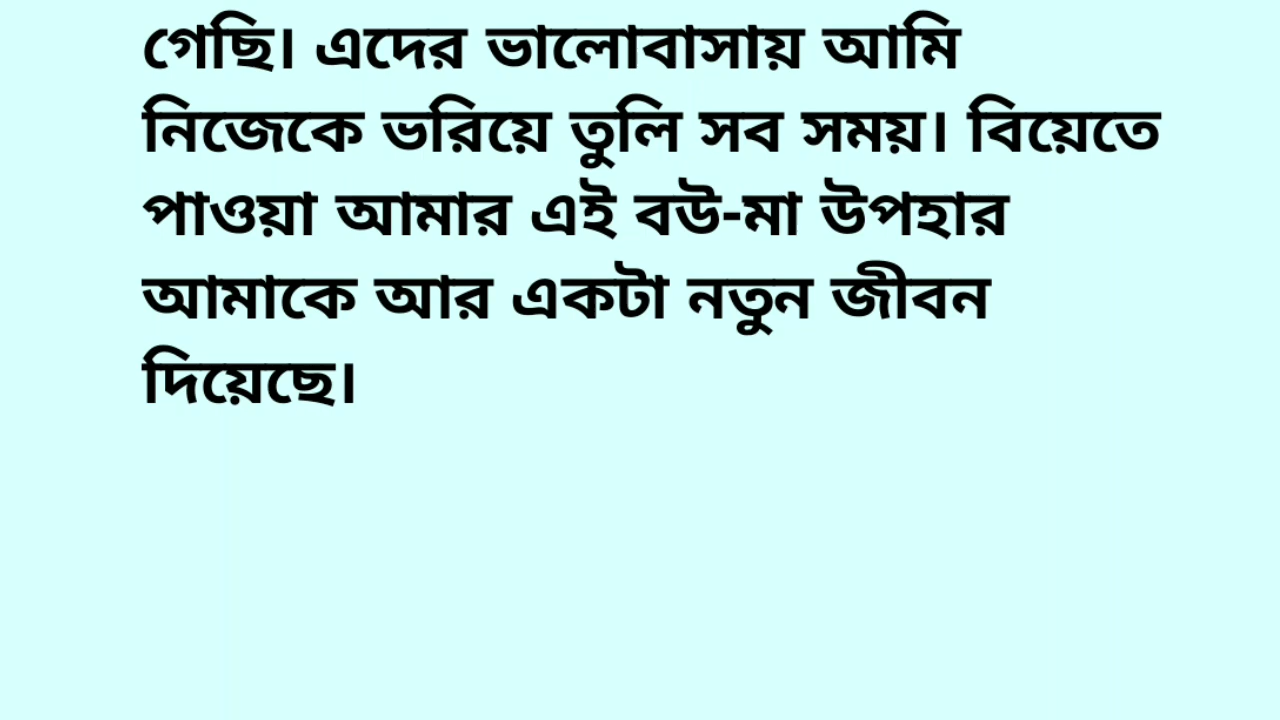 গেছি। এদের ভালোবাসায় আমি
নিজেকে ভরিয়ে তুলি সব সময়। বিয়েতে
পাওয়া আমার এই বউ-মা উপহার
আমাকে আর একটা নতুন জীবন
দিয়েছে।